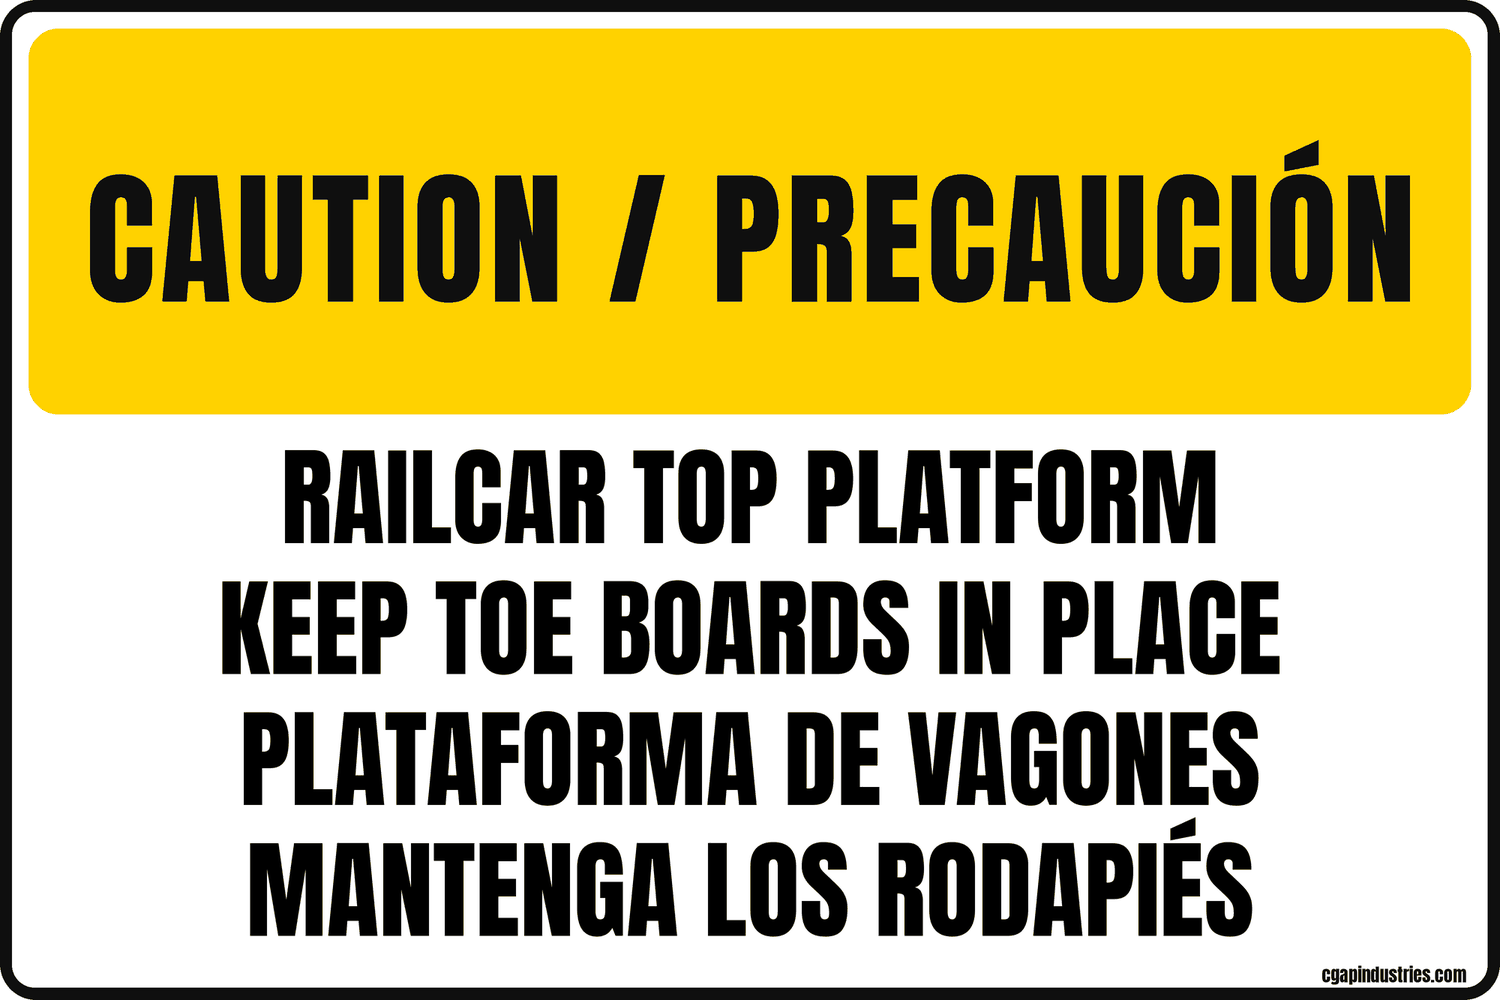 CAUTION / PRECAUCIÓN
RAILCAR TOP PLATFORM
KEEP TOE BOARDS IN PLACE
PLATAFORMA DE VAGONES
MANTENGA LOS RODAPIÉS
cgapindustries.com